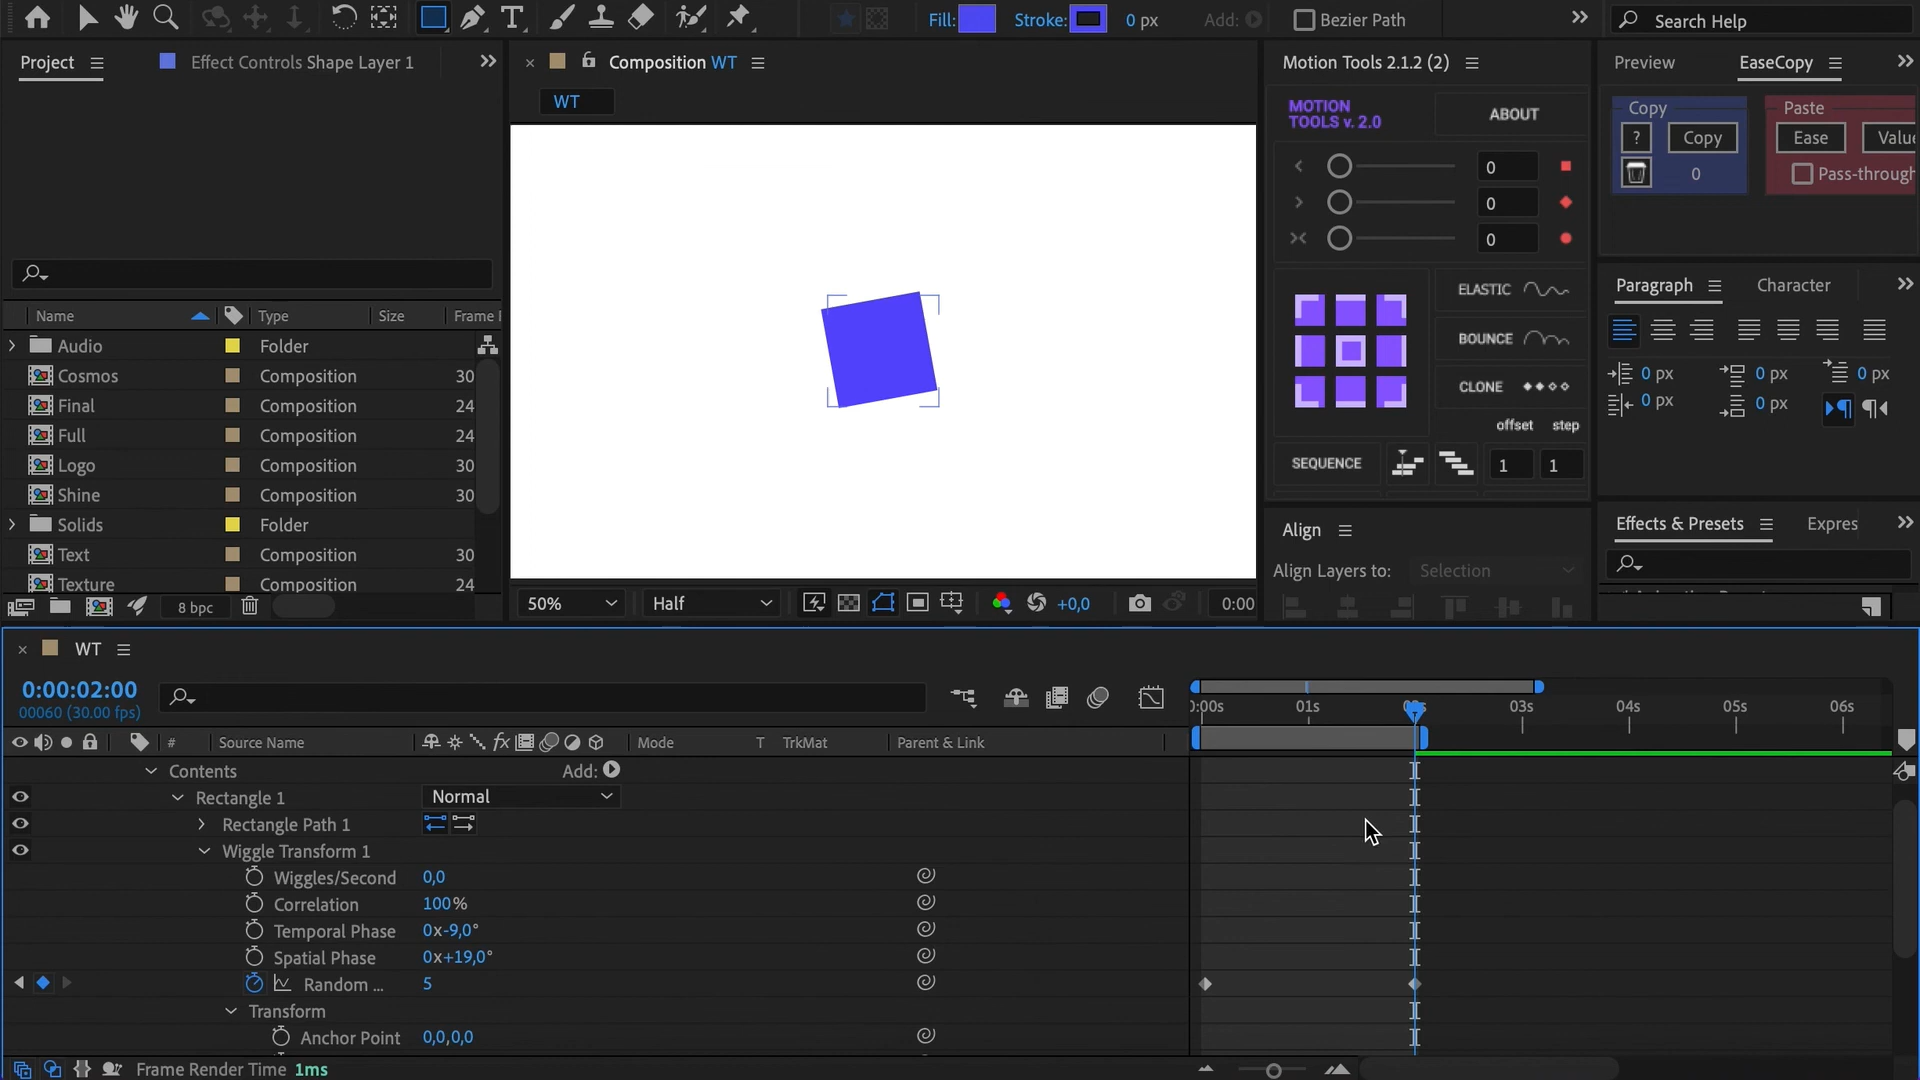 Fill:
Stroke:
0 px
Add:
Bezier Path
Search Help
Project
Effect Controls Shape Layer 1
Composition WT
WT
Motion Tools 2.1.2 (2)
MOTION
TOOLS v. 2.0
ABOUT
0
0
0
ELASTIC
BOUNCE
CLONE
offset
step
SEQUENCE
1
1
Preview
EaseCopy
Copy
?
Copy
0
Paste
Ease
Value
Pass-through
Paragraph
Character
0 px
0 px
0 px
0 px
0 px
Effects & Presets
Expres
Align
Align Layers to:
Selection
Name
Type
Size
Frame
Audio
Folder
Cosmos
Composition
30
Final
Composition
24
Full
Composition
24
Logo
Composition
30
Shine
Composition
30
Solids
Folder
Text
Composition
30
Texture
Composition
24
8 bpc
50%
Half
+0,0
0:00
WT
0:00:02:00
00060 (30.00 fps)
#
Source Name
fx
Mode
T
TrkMat
Parent & Link
0:00s
01s
03s
04s
05s
06s
Contents
Add:
Rectangle 1
Normal
Rectangle Path 1
Wiggle Transform 1
Wiggles/Second
0,0
Correlation
100%
Temporal Phase
0x-9,0°
Spatial Phase
0x+19,0°
Random ...
5
Transform
Anchor Point
0,0,0,0
Frame Render Time 1ms